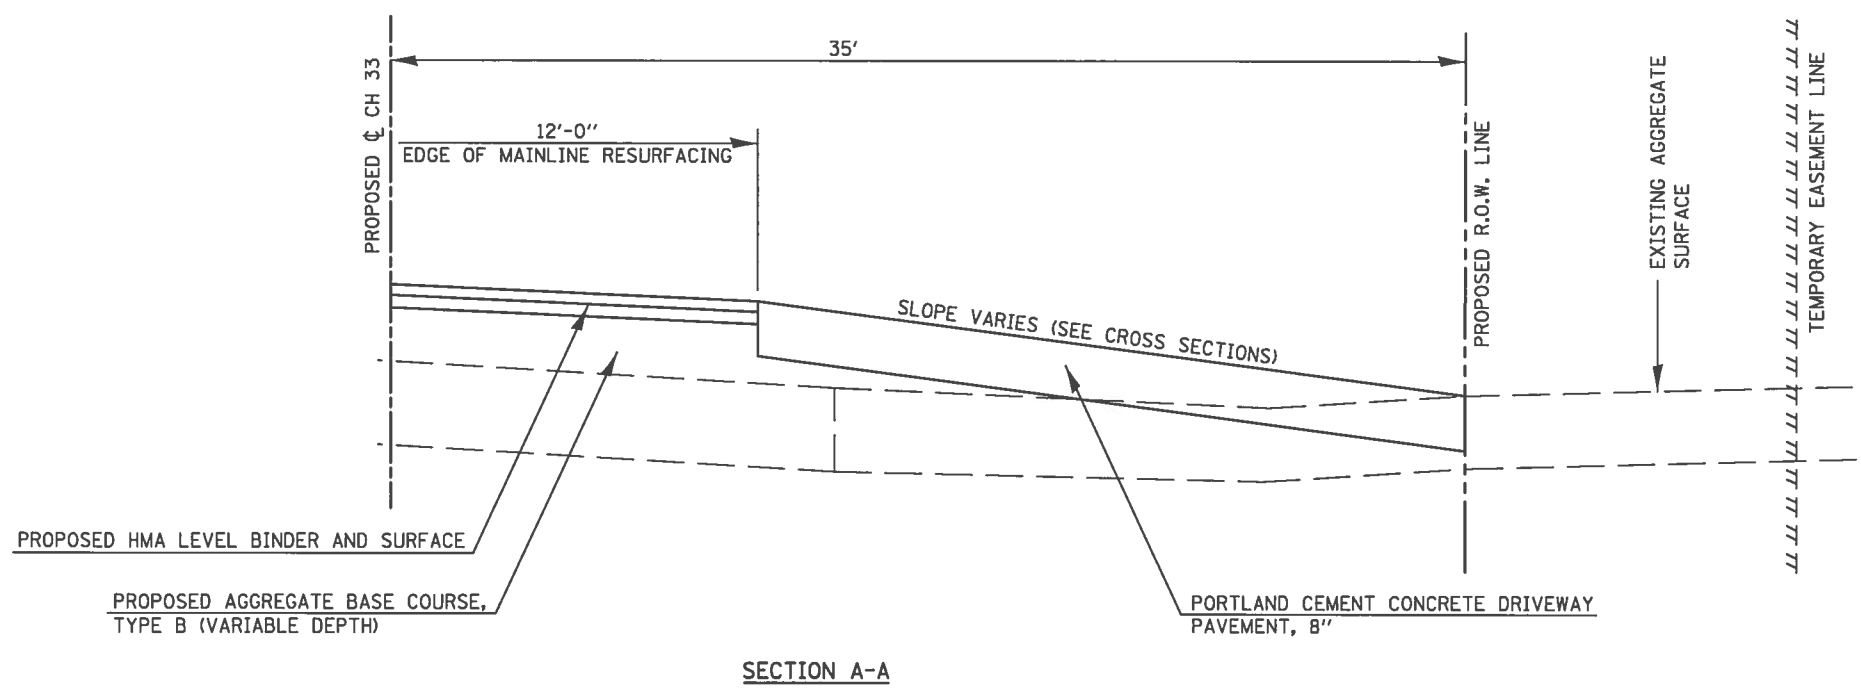 35'
PROPOSED ℄ CH 33
12'-0"
EDGE OF MAINLINE RESURFACING
SLOPE VARIES (SEE CROSS SECTIONS)
PROPOSED R.O.W. LINE
EXISTING AGGREGATE
SURFACE
TEMPORARY EASEMENT LINE
PROPOSED HMA LEVEL BINDER AND SURFACE
PROPOSED AGGREGATE BASE COURSE,
TYPE B (VARIABLE DEPTH)
PORTLAND CEMENT CONCRETE DRIVEWAY
PAVEMENT, 8"
SECTION A-A